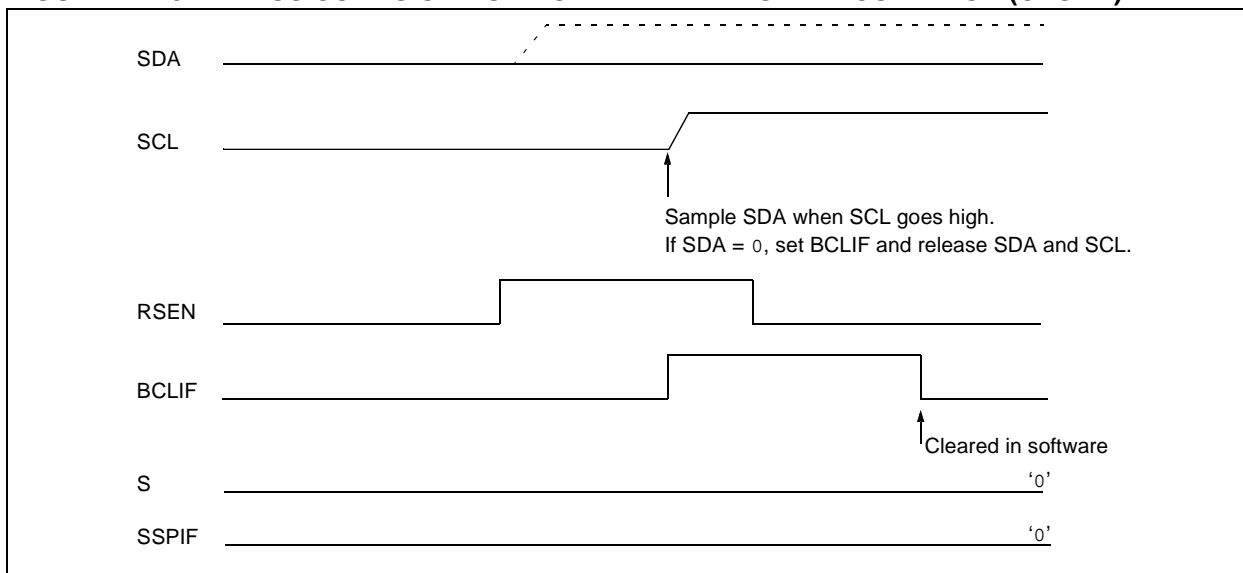 SDA
SCL
Sample SDA when SCL goes high.
If SDA = 0, set BCLIF and release SDA and SCL.
RSEN
BCLIF
Cleared in software
S ‘0’
SSPIF ‘0’